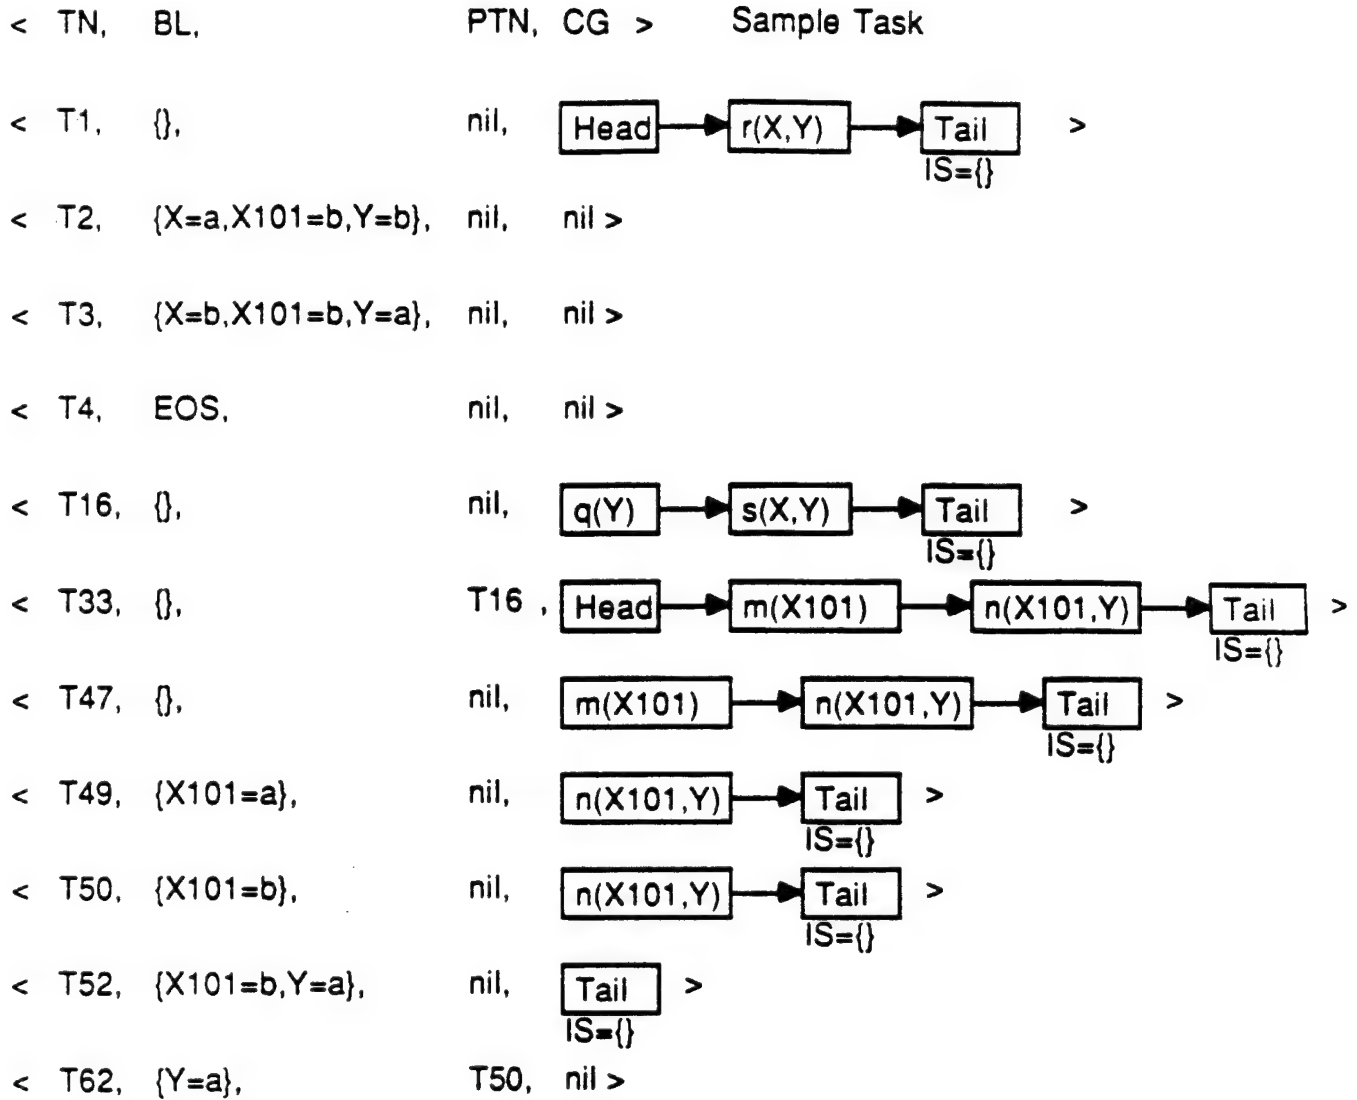 < TN, BL, PTN, CG > Sample Task
< T1, {}, nil, Head r(X,Y) Tail >
IS={}
< T2, {X=a,X101=b,Y=b}, nil, nil >
< T3, {X=b,X101=b,Y=a}, nil, nil >
< T4, EOS, nil, nil >
< T16, {}, nil, q(Y) s(X,Y) Tail >
IS={}
< T33, {}, T16 , Head m(X101) n(X101,Y) Tail >
IS={}
< T47, {}, nil, m(X101) n(X101,Y) Tail >
IS={}
< T49, {X101=a}, nil, n(X101,Y) Tail >
IS={}
< T50, {X101=b}, nil, n(X101,Y) Tail >
IS={}
< T52, {X101=b,Y=a}, nil, Tail >
IS={}
< T62, {Y=a}, T50, nil >